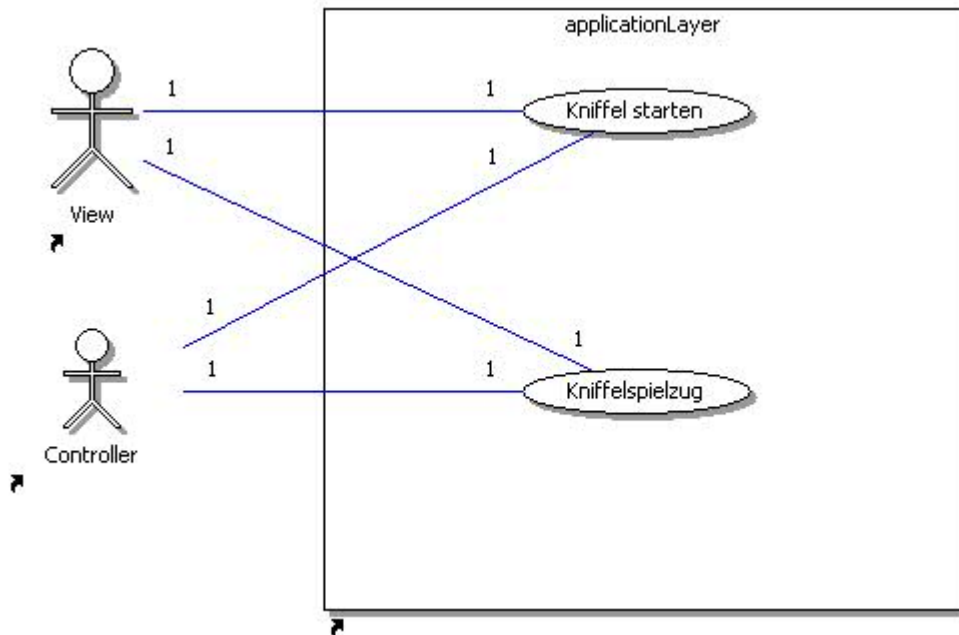 applicationLayer
1 1
Kniffel starten
1 1
View
1 1
1 1
Kniffelspielzug
Controller